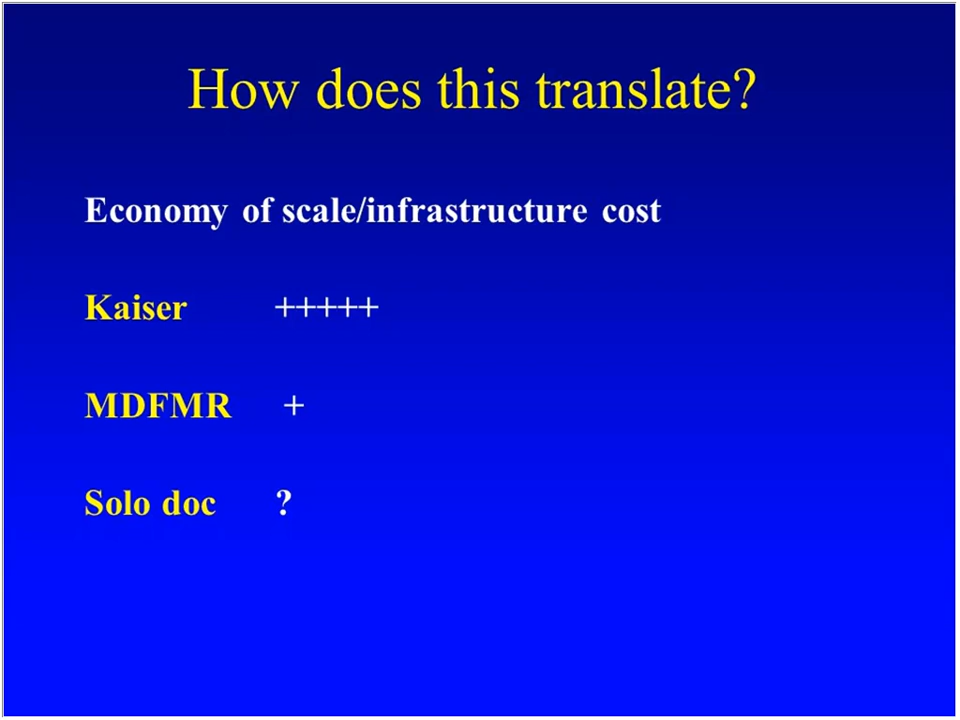 How does this translate?
Economy of scale/infrastructure cost
Kaiser +++++
MDFMR +
Solo doc ?